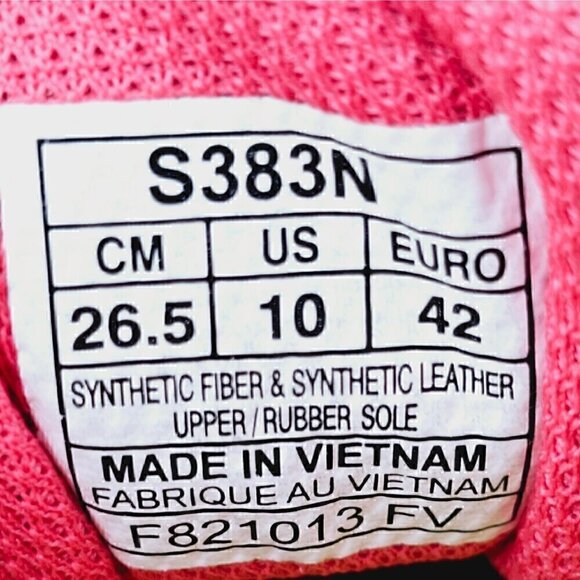 S383N
CM US EURO
26.5 10 42
SYNTHETIC FIBER & SYNTHETIC LEATHER
UPPER / RUBBER SOLE
MADE IN VIETNAM
FABRIQUE AU VIETNAM
F821013 FV